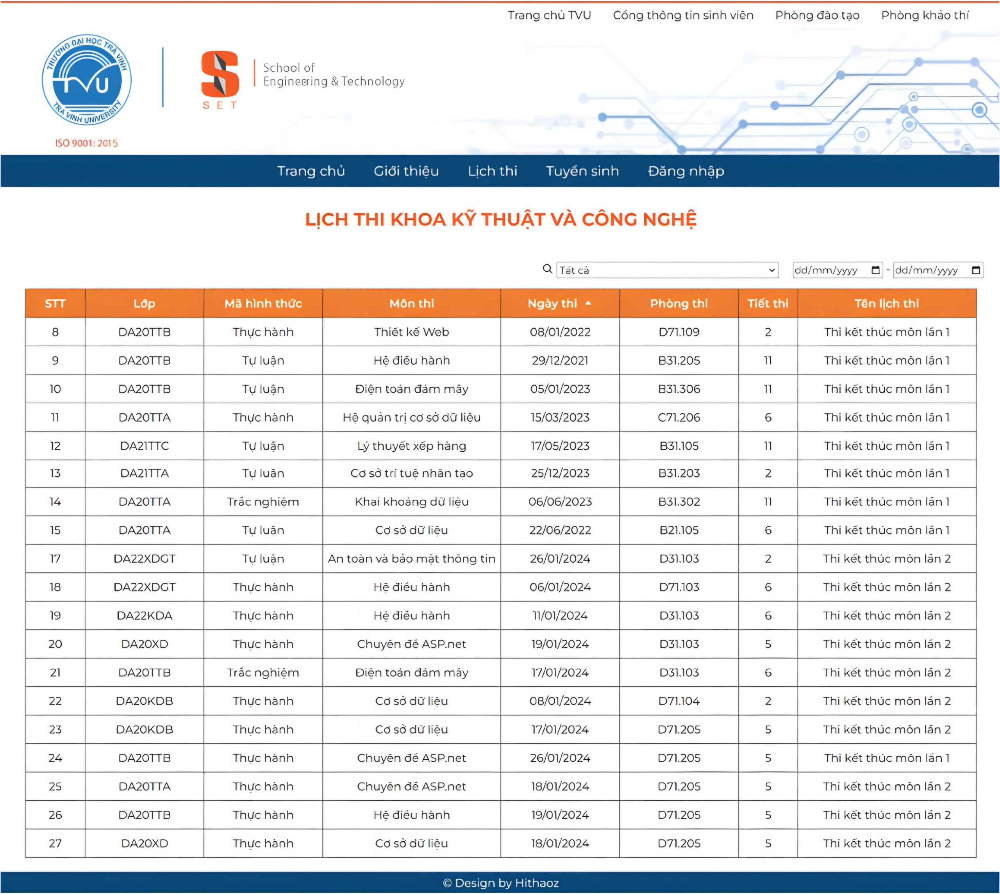 Trang chủ TVU Cổng thông tin sinh viên Phòng đào tạo Phòng khảo thí
TRƯỜNG ĐẠI HỌC TRÀ VINH
TVU
TRA VINH UNIVERSITY
ISO 9001: 2015
SET
School of
Engineering & Technology
Trang chủ Giới thiệu Lịch thi Tuyển sinh Đăng nhập
LỊCH THI KHOA KỸ THUẬT VÀ CÔNG NGHỆ
Tất cả dd/mm/yyyy - dd/mm/yyyy
STT Lớp Mã hình thức Môn thi Ngày thi Phòng thi Tiết thi Tên lịch thi
8 DA20TTB Thực hành Thiết kế Web 08/01/2022 D71.109 2 Thi kết thúc môn lần 1
9 DA20TTB Tự luận Hệ điều hành 29/12/2021 B31.205 11 Thi kết thúc môn lần 1
10 DA20TTB Tự luận Điện toán đám mây 05/01/2023 B31.306 11 Thi kết thúc môn lần 1
11 DA20TTA Thực hành Hệ quản trị cơ sở dữ liệu 15/03/2023 C71.206 6 Thi kết thúc môn lần 1
12 DA21TTC Tự luận Lý thuyết xếp hàng 17/05/2023 B31.105 11 Thi kết thúc môn lần 1
13 DA21TTA Tự luận Cơ sở trí tuệ nhân tạo 25/12/2023 B31.203 2 Thi kết thúc môn lần 1
14 DA20TTA Trắc nghiệm Khai khoáng dữ liệu 06/06/2023 B31.302 11 Thi kết thúc môn lần 1
15 DA20TTA Tự luận Cơ sở dữ liệu 22/06/2022 B21.105 6 Thi kết thúc môn lần 1
17 DA22XDGT Tự luận An toàn và bảo mật thông tin 26/01/2024 D31.103 2 Thi kết thúc môn lần 2
18 DA22XDGT Thực hành Hệ điều hành 06/01/2024 D71.103 6 Thi kết thúc môn lần 2
19 DA22KDA Thực hành Hệ điều hành 11/01/2024 D31.103 6 Thi kết thúc môn lần 2
20 DA20XD Thực hành Chuyên đề ASP.net 19/01/2024 D31.103 5 Thi kết thúc môn lần 2
21 DA20TTB Trắc nghiệm Điện toán đám mây 17/01/2024 D31.103 6 Thi kết thúc môn lần 2
22 DA20KDB Thực hành Cơ sở dữ liệu 08/01/2024 D71.104 2 Thi kết thúc môn lần 2
23 DA20KDB Thực hành Cơ sở dữ liệu 17/01/2024 D71.205 5 Thi kết thúc môn lần 2
24 DA20TTB Thực hành Chuyên đề ASP.net 26/01/2024 D71.205 5 Thi kết thúc môn lần 1
25 DA20TTA Thực hành Chuyên đề ASP.net 18/01/2024 D71.205 5 Thi kết thúc môn lần 2
26 DA20TTB Thực hành Hệ điều hành 19/01/2024 D71.205 5 Thi kết thúc môn lần 2
27 DA20XD Thực hành Cơ sở dữ liệu 18/01/2024 D71.205 5 Thi kết thúc môn lần 2
© Design by Hithaoz